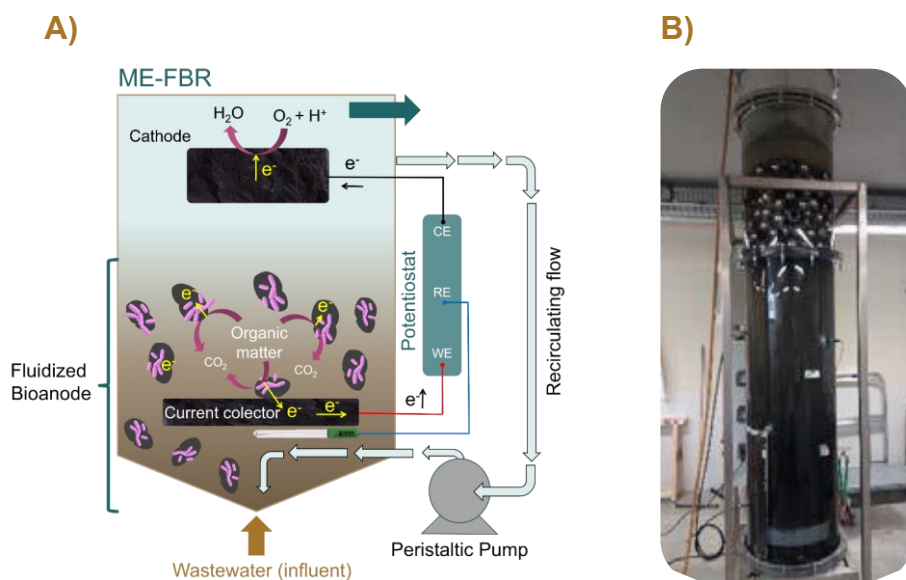 A)
B)
ME-FBR
H2O
O2 + H+
Cathode
e-
e-
CE
Potentiostat
RE
WE
Recirculating flow
e-
e-
Organic
matter
e-
CO2
CO2
Fluidized
Bioanode
Current colector
e-
e-
e-
Peristaltic Pump
Wastewater (influent)